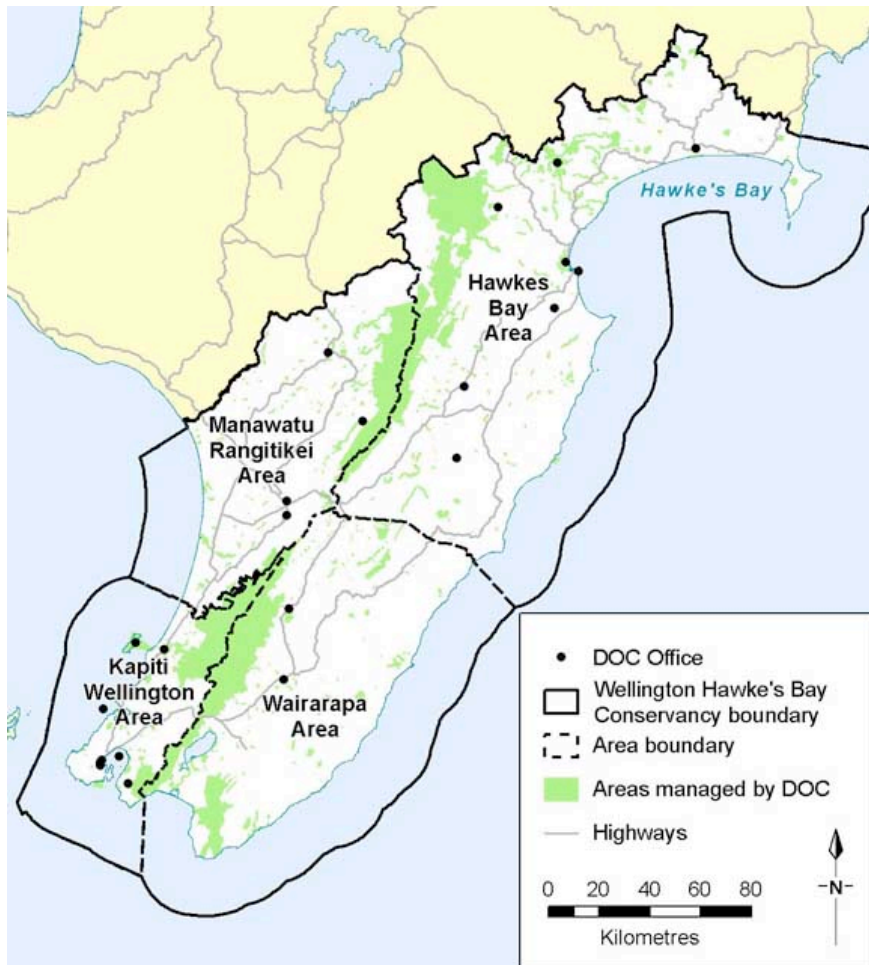 Hawke's Bay
Hawkes
Bay
Area
Manawatu
Rangitikei
Area
Kapiti
Wellington
Area
Wairarapa
Area
DOC Office
Wellington Hawke's Bay
Conservancy boundary
Area boundary
Areas managed by DOC
Highways
0 20 40 60 80
Kilometres
-N-